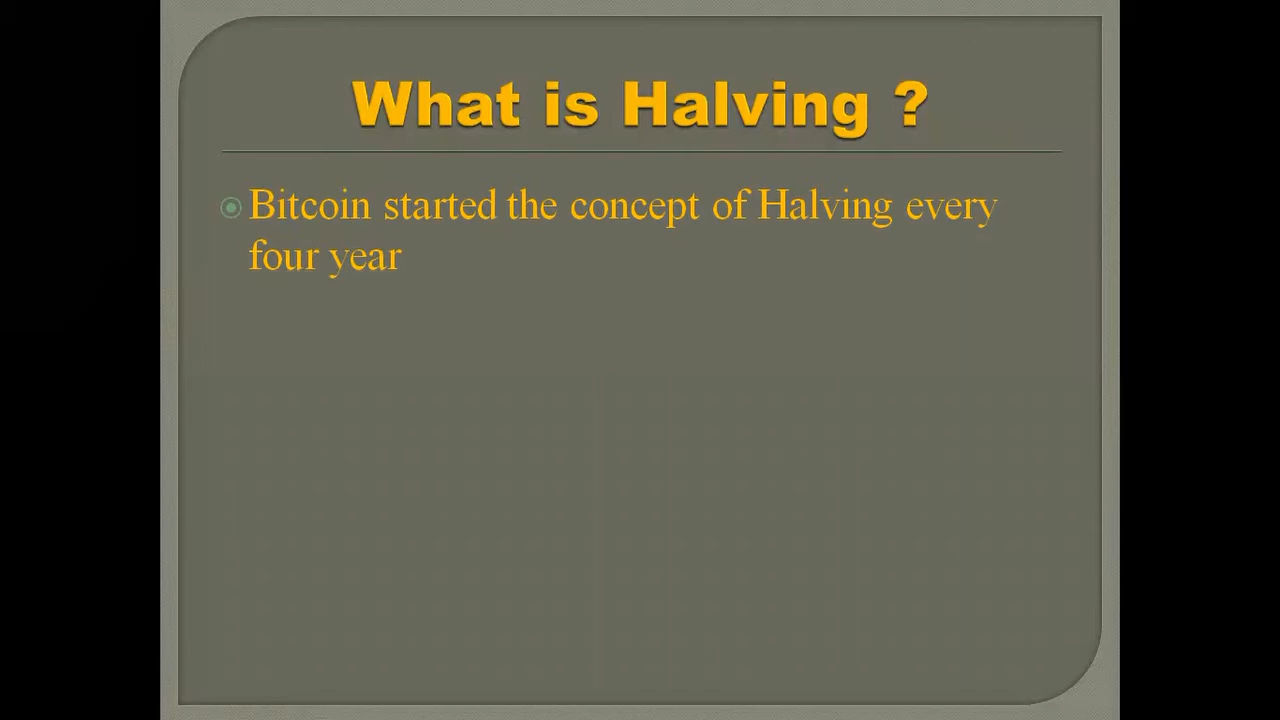 What is Halving ?
Bitcoin started the concept of Halving every
four year